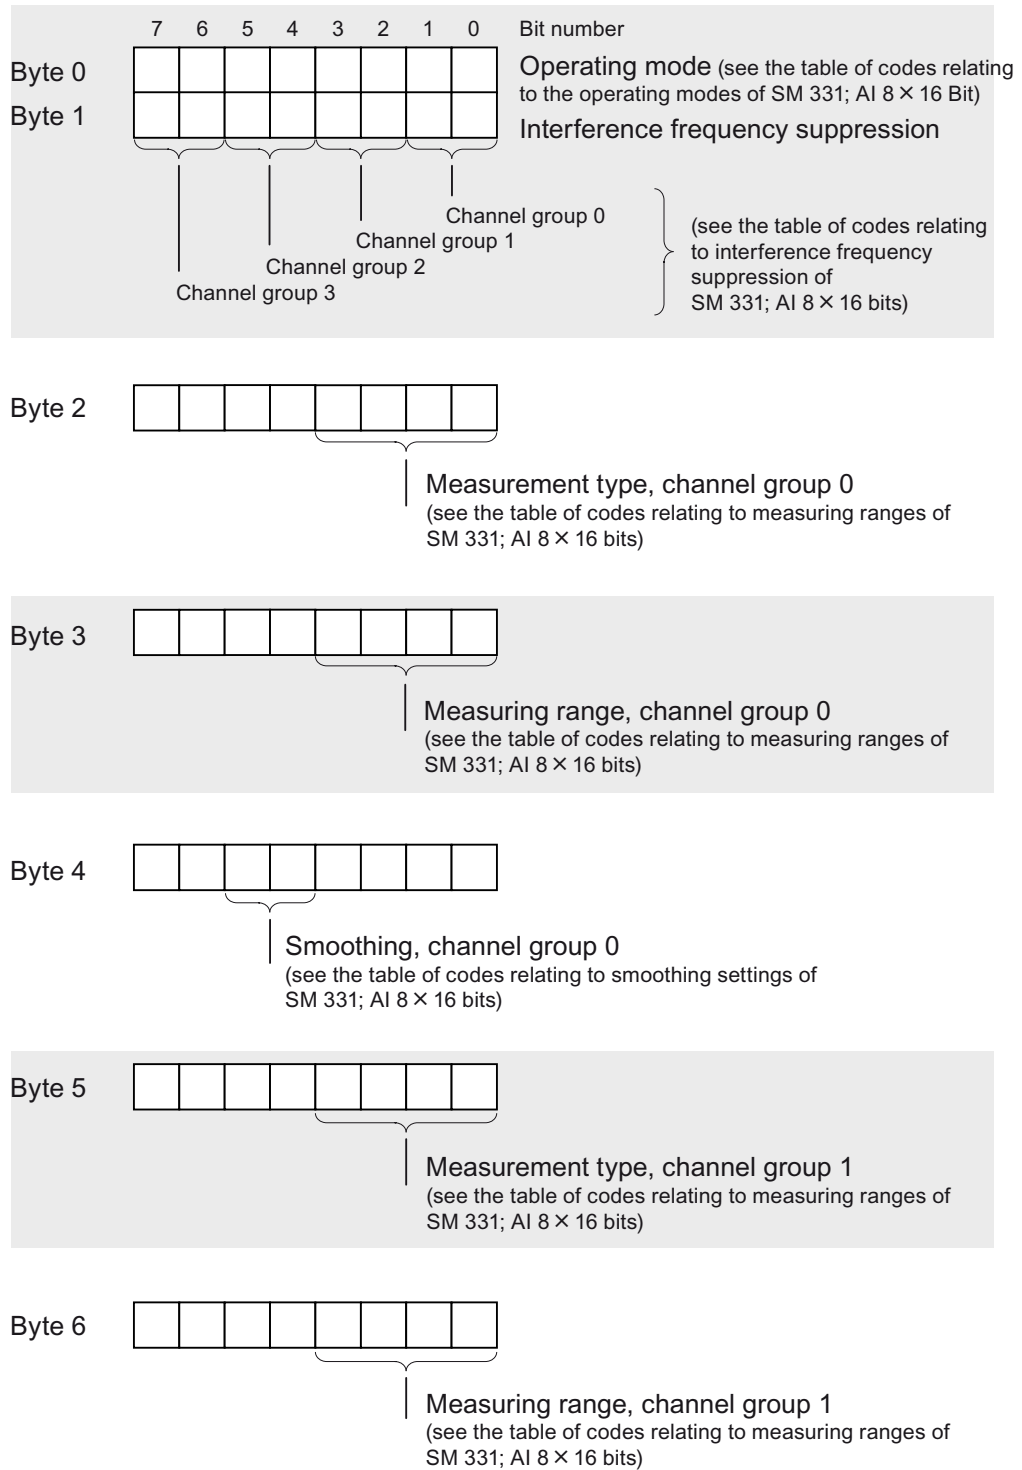 7 6 5 4 3 2 1 0 Bit number
Byte 0
Operating mode (see the table of codes relating
to the operating modes of SM 331; AI 8 × 16 Bit)
Byte 1
Interference frequency suppression
Channel group 0
Channel group 1
Channel group 2
Channel group 3
(see the table of codes relating
to interference frequency
suppression of
SM 331; AI 8 × 16 bits)
Byte 2
Measurement type, channel group 0
(see the table of codes relating to measuring ranges of
SM 331; AI 8 × 16 bits)
Byte 3
Measuring range, channel group 0
(see the table of codes relating to measuring ranges of
SM 331; AI 8 × 16 bits)
Byte 4
Smoothing, channel group 0
(see the table of codes relating to smoothing settings of
SM 331; AI 8 × 16 bits)
Byte 5
Measurement type, channel group 1
(see the table of codes relating to measuring ranges of
SM 331; AI 8 × 16 bits)
Byte 6
Measuring range, channel group 1
(see the table of codes relating to measuring ranges of
SM 331; AI 8 × 16 bits)